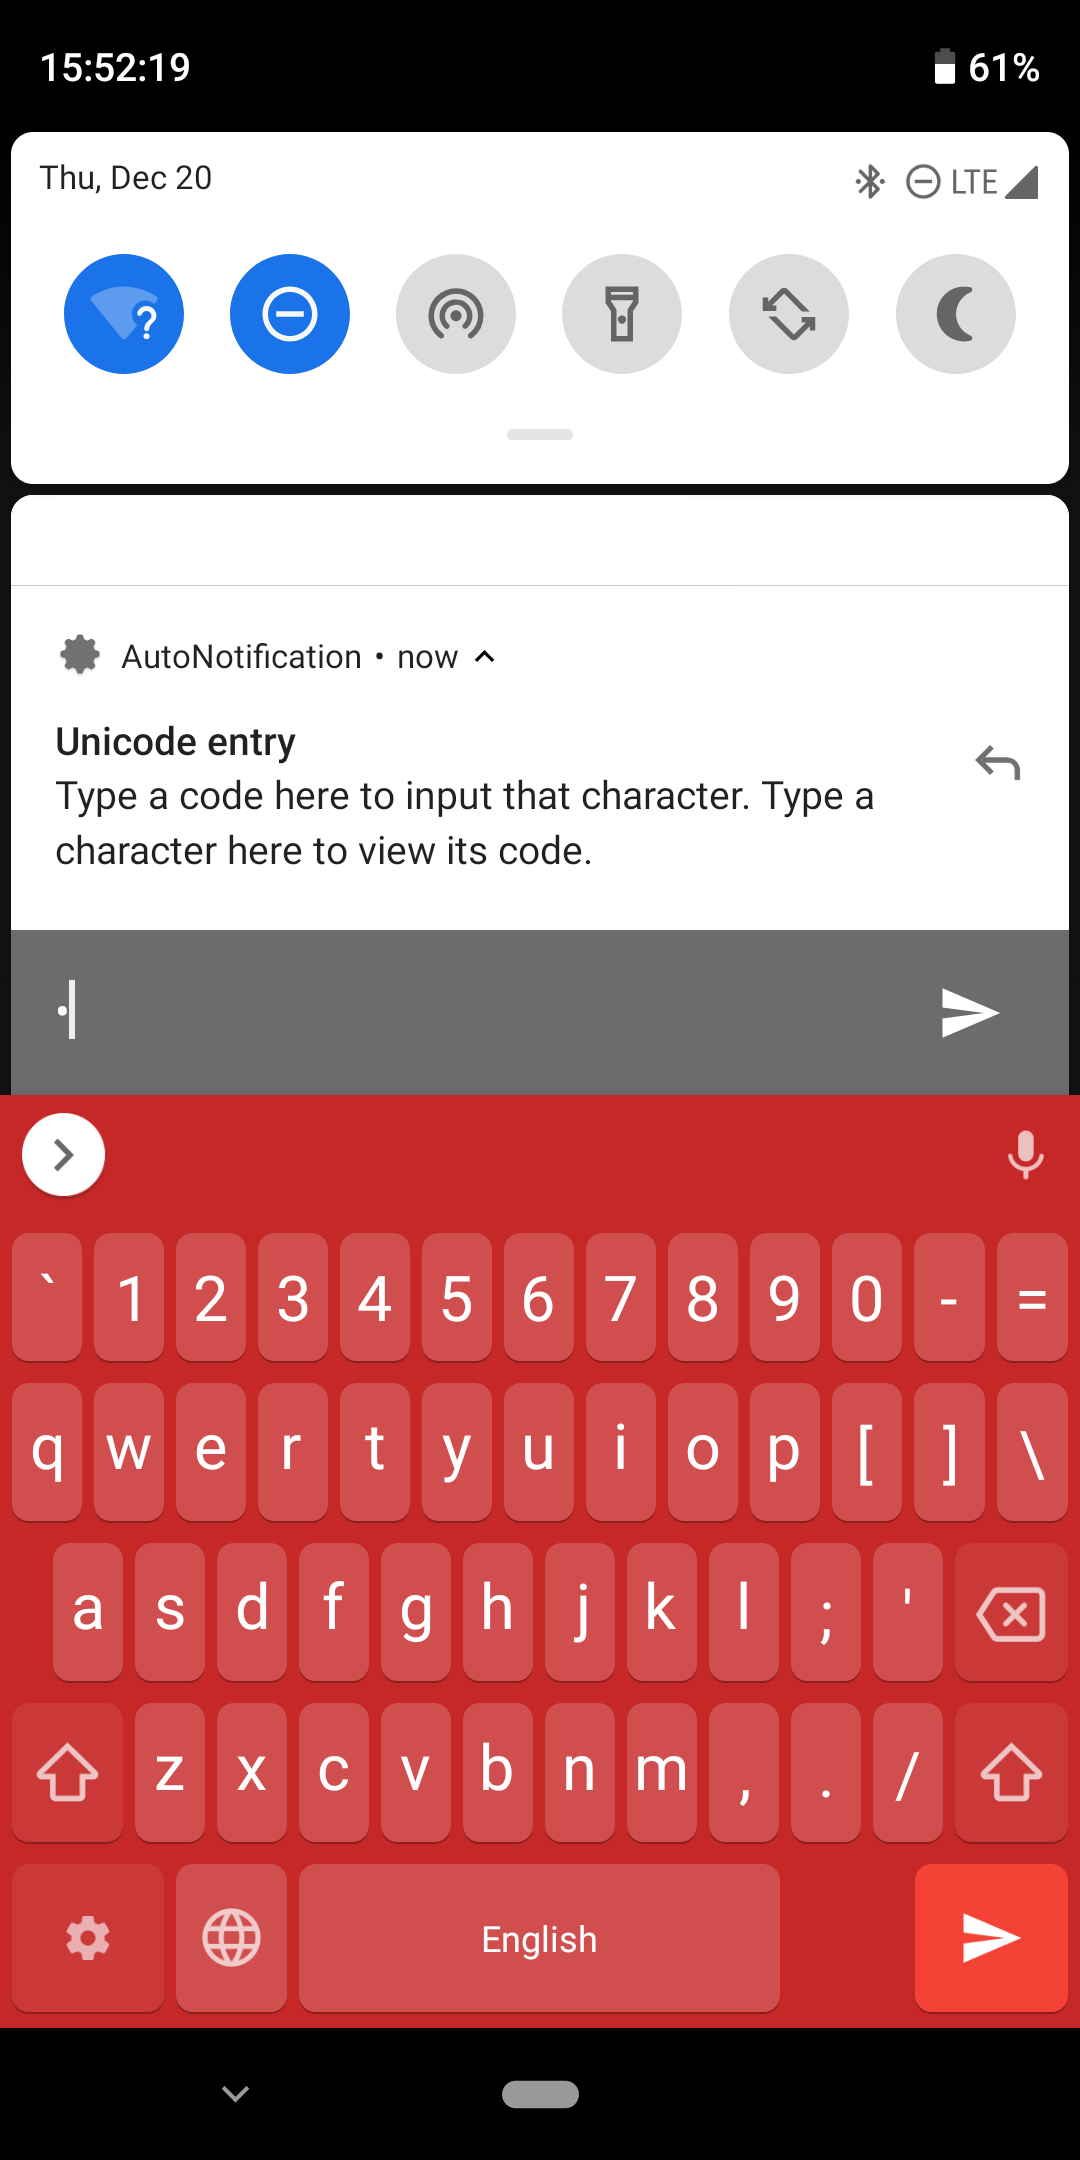 15:52:19 61%
Thu, Dec 20 LTE
?
AutoNotification • now
Unicode entry
Type a code here to input that character. Type a
character here to view its code.
·
` 1 2 3 4 5 6 7 8 9 0 - =
q w e r t y u i o p [ ] \
a s d f g h j k l ; '
z x c v b n m , . /
English